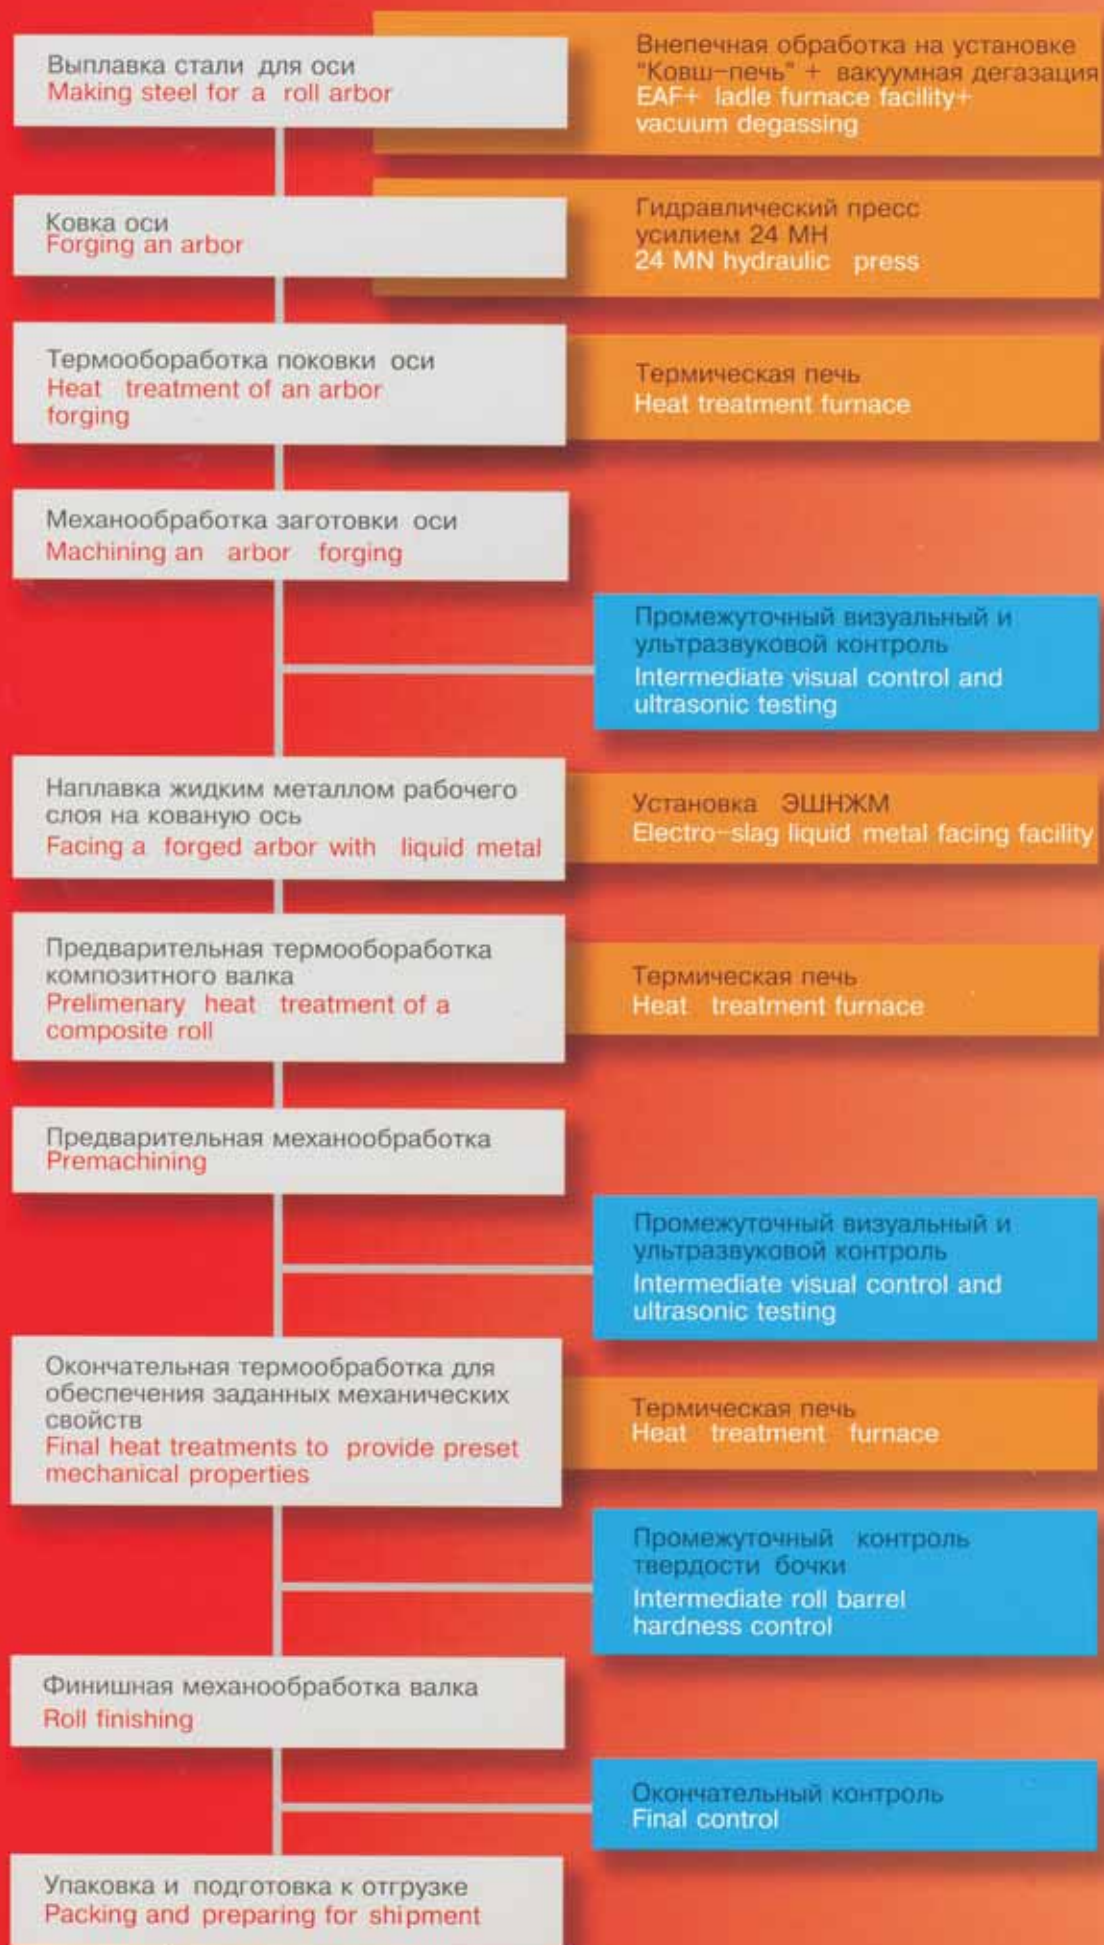 Выплавка стали для оси
Making steel for a roll arbor
Внепечная обработка на установке
"Ковш-печь" + вакуумная дегазация
EAF+ ladle furnace facility+
vacuum degassing
Ковка оси
Forging an arbor
Гидравлический пресс
усилием 24 МН
24 MN hydraulic press
Термообоработка поковки оси
Heat treatment of an arbor
forging
Термическая печь
Heat treatment furnace
Механообработка заготовки оси
Machining an arbor forging
Промежуточный визуальный и
ультразвуковой контроль
Intermediate visual control and
ultrasonic testing
Наплавка жидким металлом рабочего
слоя на кованую ось
Facing a forged arbor with liquid metal
Установка ЭШНЖМ
Electro-slag liquid metal facing facility
Предварительная термообоработка
композитного валка
Prelimenary heat treatment of a
composite roll
Термическая печь
Heat treatment furnace
Предварительная механообработка
Premachining
Промежуточный визуальный и
ультразвуковой контроль
Intermediate visual control and
ultrasonic testing
Окончательная термообработка для
обеспечения заданных механических
свойств
Final heat treatments to provide preset
mechanical properties
Термическая печь
Heat treatment furnace
Промежуточный контроль
твердости бочки
Intermediate roll barrel
hardness control
Финишная механообработка валка
Roll finishing
Окончательный контроль
Final control
Упаковка и подготовка к отгрузке
Packing and preparing for shipment